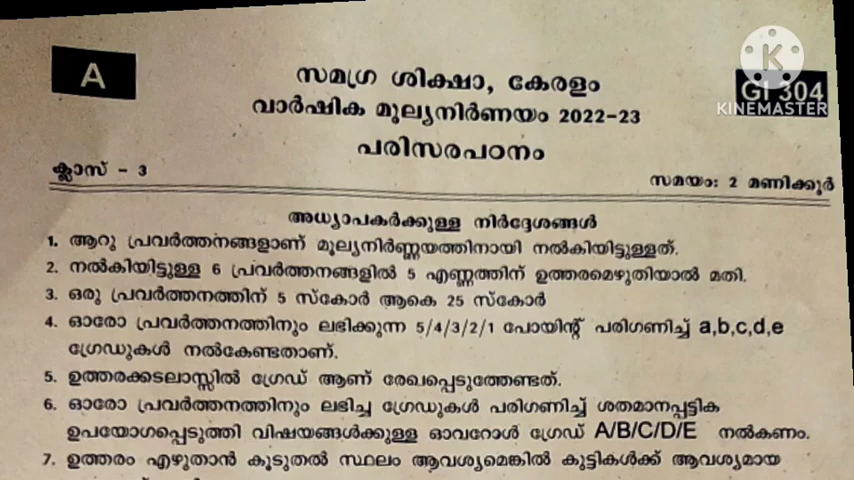 A
K
GI 304
KINEMASTER
സമഗ്ര ശിക്ഷാ, കേരളം
വാർഷിക മൂല്യനിർണയം 2022-23
പരിസരപഠനം
ക്ലാസ് - 3
സമയം: 2 മണിക്കൂർ
അധ്യാപകർക്കുള്ള നിർദ്ദേശങ്ങൾ
1. ആറു പ്രവർത്തനങ്ങളാണ് മൂല്യനിർണ്ണയത്തിനായി നൽകിയിട്ടുള്ളത്.
2. നൽകിയിട്ടുള്ള 6 പ്രവർത്തനങ്ങളിൽ 5 എണ്ണത്തിന് ഉത്തരമെഴുതിയാൽ മതി.
3. ഒരു പ്രവർത്തനത്തിന് 5 സ്കോർ ആകെ 25 സ്കോർ
4. ഓരോ പ്രവർത്തനത്തിനും ലഭിക്കുന്ന 5/4/3/2/1 പോയിന്റ് പരിഗണിച്ച് a,b,c,d,e
ഗ്രേഡുകൾ നൽകേണ്ടതാണ്.
5. ഉത്തരക്കടലാസ്സിൽ ഗ്രേഡ് ആണ് രേഖപ്പെടുത്തേണ്ടത്.
6. ഓരോ പ്രവർത്തനത്തിനും ലഭിച്ച ഗ്രേഡുകൾ പരിഗണിച്ച് ശതമാനപ്പട്ടിക
ഉപയോഗപ്പെടുത്തി വിഷയങ്ങൾക്കുള്ള ഓവറോൾ ഗ്രേഡ് A/B/C/D/E നൽകണം.
7. ഉത്തരം എഴുതാൻ കൂടുതൽ സ്ഥലം ആവശ്യമെങ്കിൽ കുട്ടികൾക്ക് ആവശ്യമായ